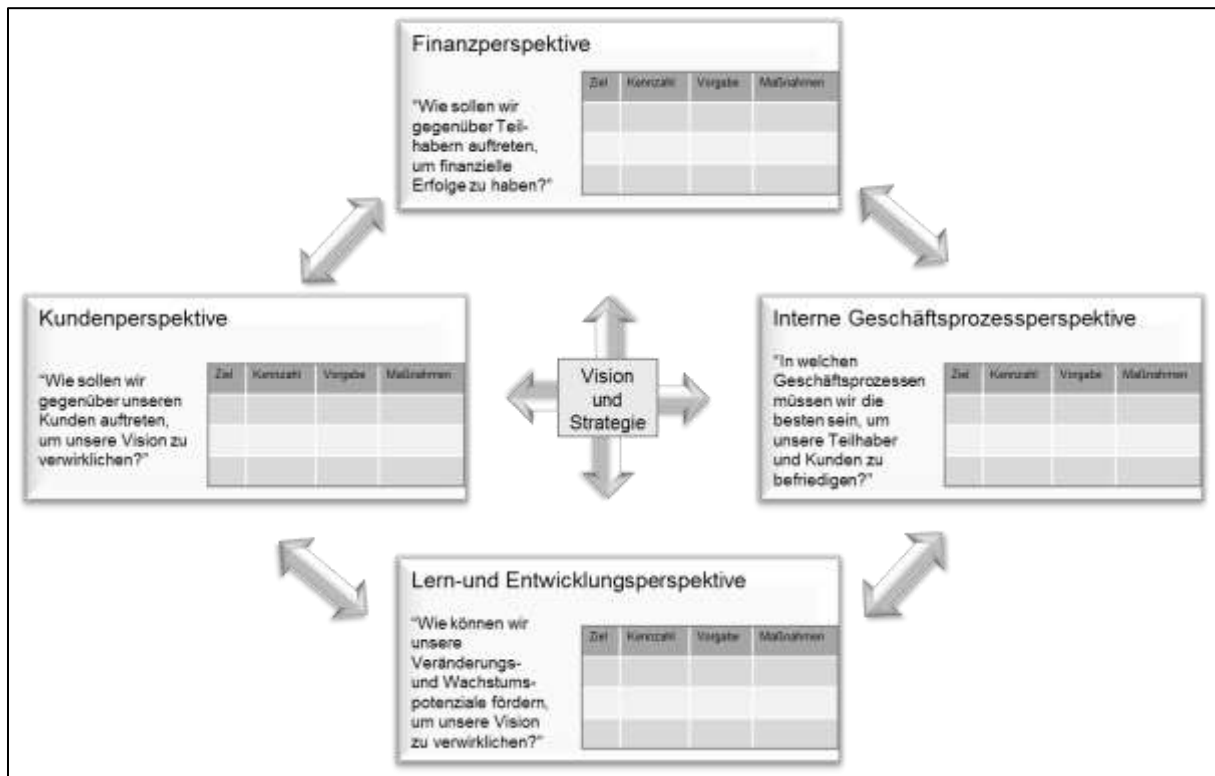 Finanzperspektive
Ziel Kennzahl Vorgabe Maßnahmen
"Wie sollen wir
gegenüber Teil-
habern auftreten,
um finanzielle
Erfolge zu haben?"
Kundenperspektive
Ziel Kennzahl Vorgabe Maßnahmen
"Wie sollen wir
gegenüber unseren
Kunden auftreten,
um unsere Vision zu
verwirklichen?"
Vision
und
Strategie
Interne Geschäftsprozessperspektive
"In welchen
Geschäftsprozessen
müssen wir die
besten sein, um
unsere Teilhaber
und Kunden zu
befriedigen?"
Ziel Kennzahl Vorgabe Maßnahmen
Lern-und Entwicklungsperspektive
"Wie können wir
unsere
Veränderungs-
und Wachstums-
potenziale fördern,
um unsere Vision
zu verwirklichen?"
Ziel Kennzahl Vorgabe Maßnahmen